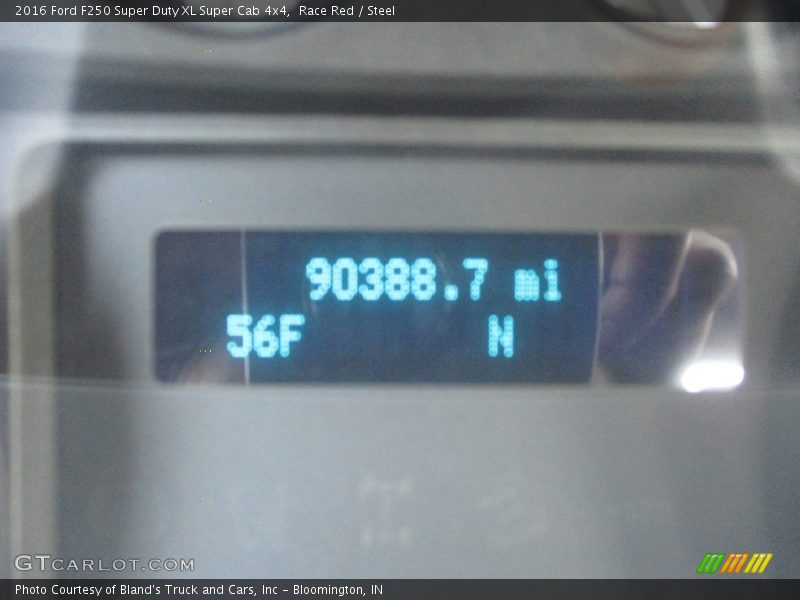 2016 Ford F250 Super Duty XL Super Cab 4x4, Race Red / Steel
90388.7 mi
56F N
GTCARLOT.COM
Photo Courtesy of Bland's Truck and Cars, Inc - Bloomington, IN